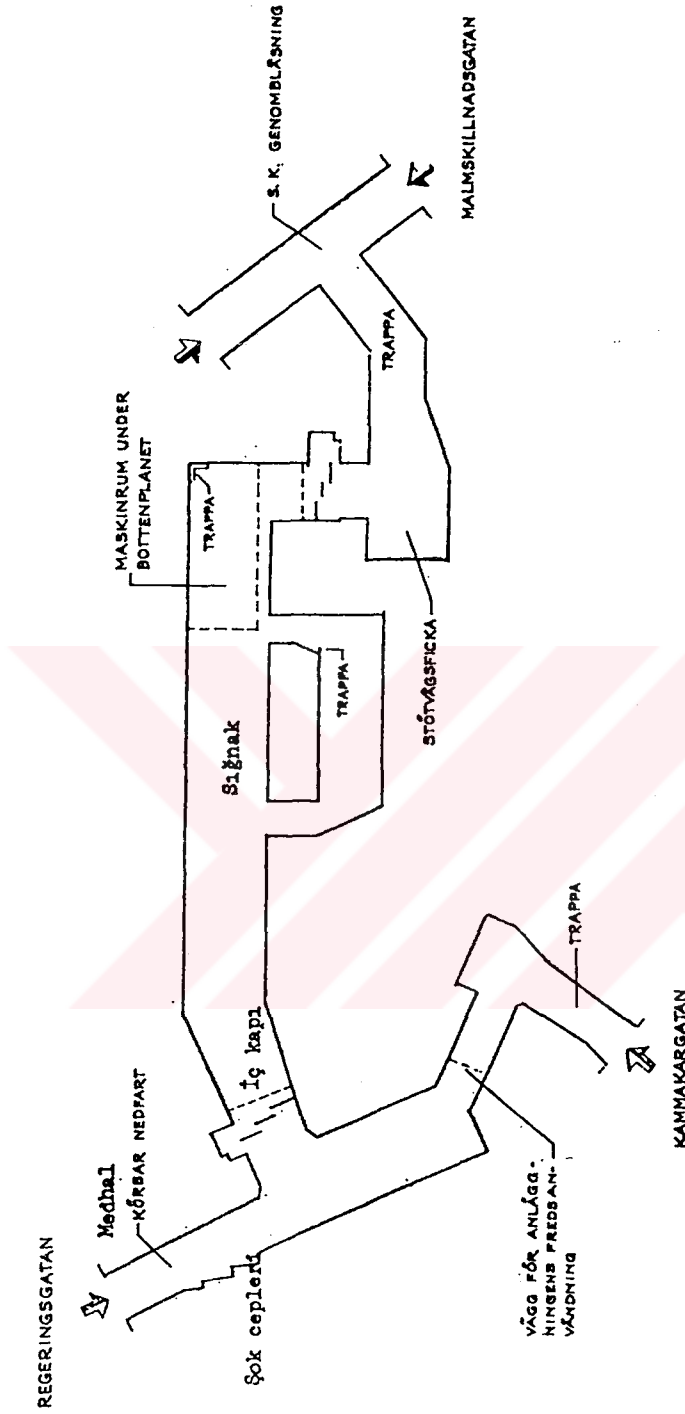 REGERINGSGATAN
Medhal
KÖRBAR NEDFART
Şok cepleri
İç kapı
VÄGG FÖR ANLÄGG-
NINGENS FREDSAN-
VÄNDNING
TRAPPA
KAMMAKARGATAN
Sığnak
TRAPPA
MASKINRUM UNDER
BOTTENPLANET
TRAPPA
STÖTVÅGSFICKA
TRAPPA
S. K. GENOMBLÅSNING
MALMSKILLNADSGATAN